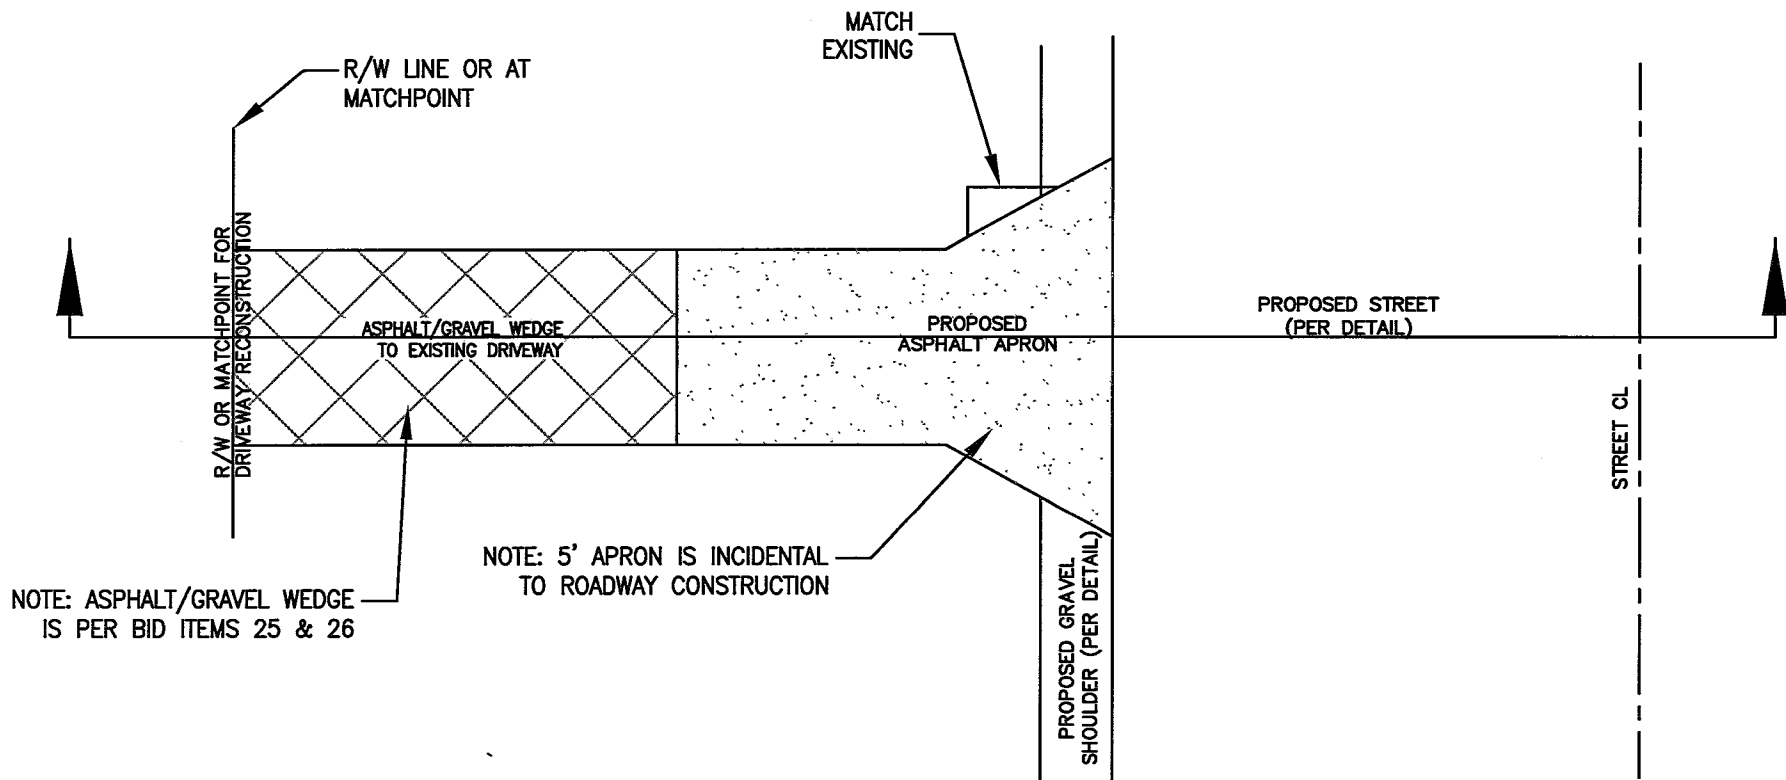 MATCH
EXISTING
R/W LINE OR AT
MATCHPOINT
R/W OR MATCHPOINT FOR
DRIVEWAY RECONSTRUCTION
ASPHALT/GRAVEL WEDGE
TO EXISTING DRIVEWAY
PROPOSED
ASPHALT APRON
PROPOSED STREET
(PER DETAIL)
STREET CL
NOTE: 5' APRON IS INCIDENTAL
TO ROADWAY CONSTRUCTION
NOTE: ASPHALT/GRAVEL WEDGE
IS PER BID ITEMS 25 & 26
PROPOSED GRAVEL
SHOULDER (PER DETAIL)